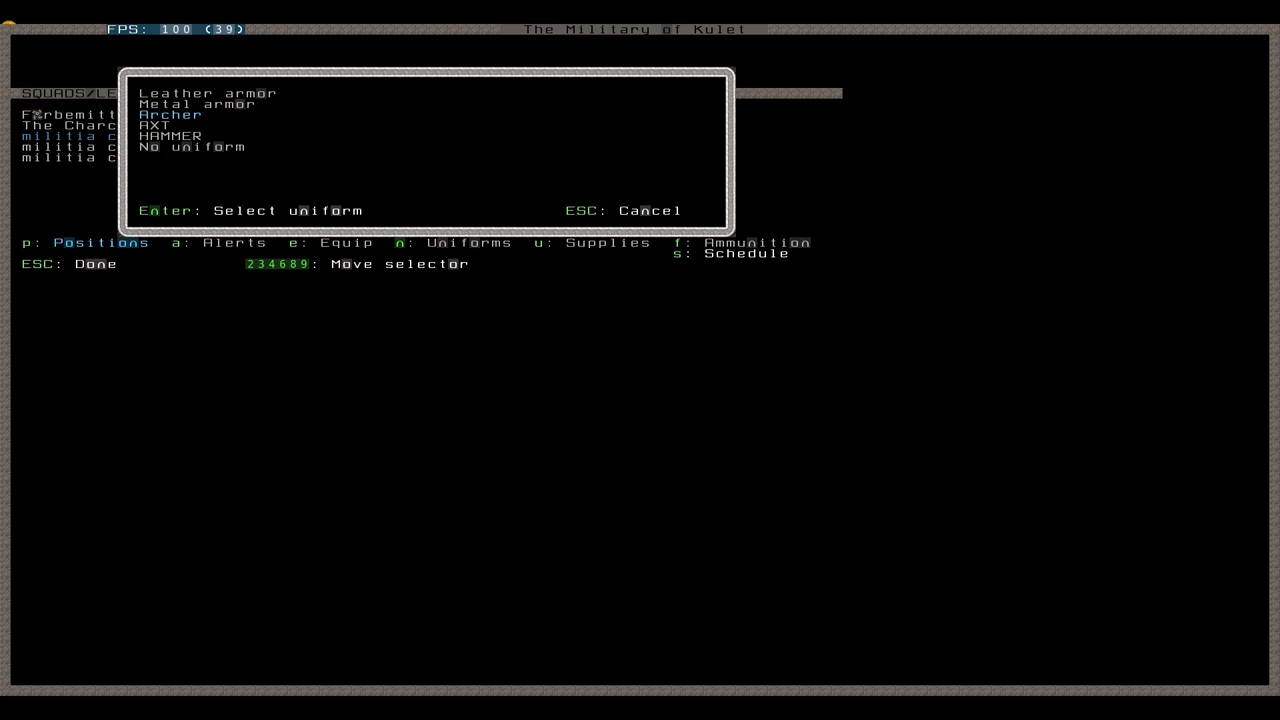 FPS: 100 (39)
The Military of Kulet
SQUADS/LE
Leather armor
Metal armor
Archer
AXT
HAMMER
No uniform
The Charc
militia c
militia c
militia c
Enter: Select uniform ESC: Cancel
p: Positions a: Alerts e: Equip n: Uniforms u: Supplies f: Ammunition
s: Schedule
ESC: Done 234689: Move selector